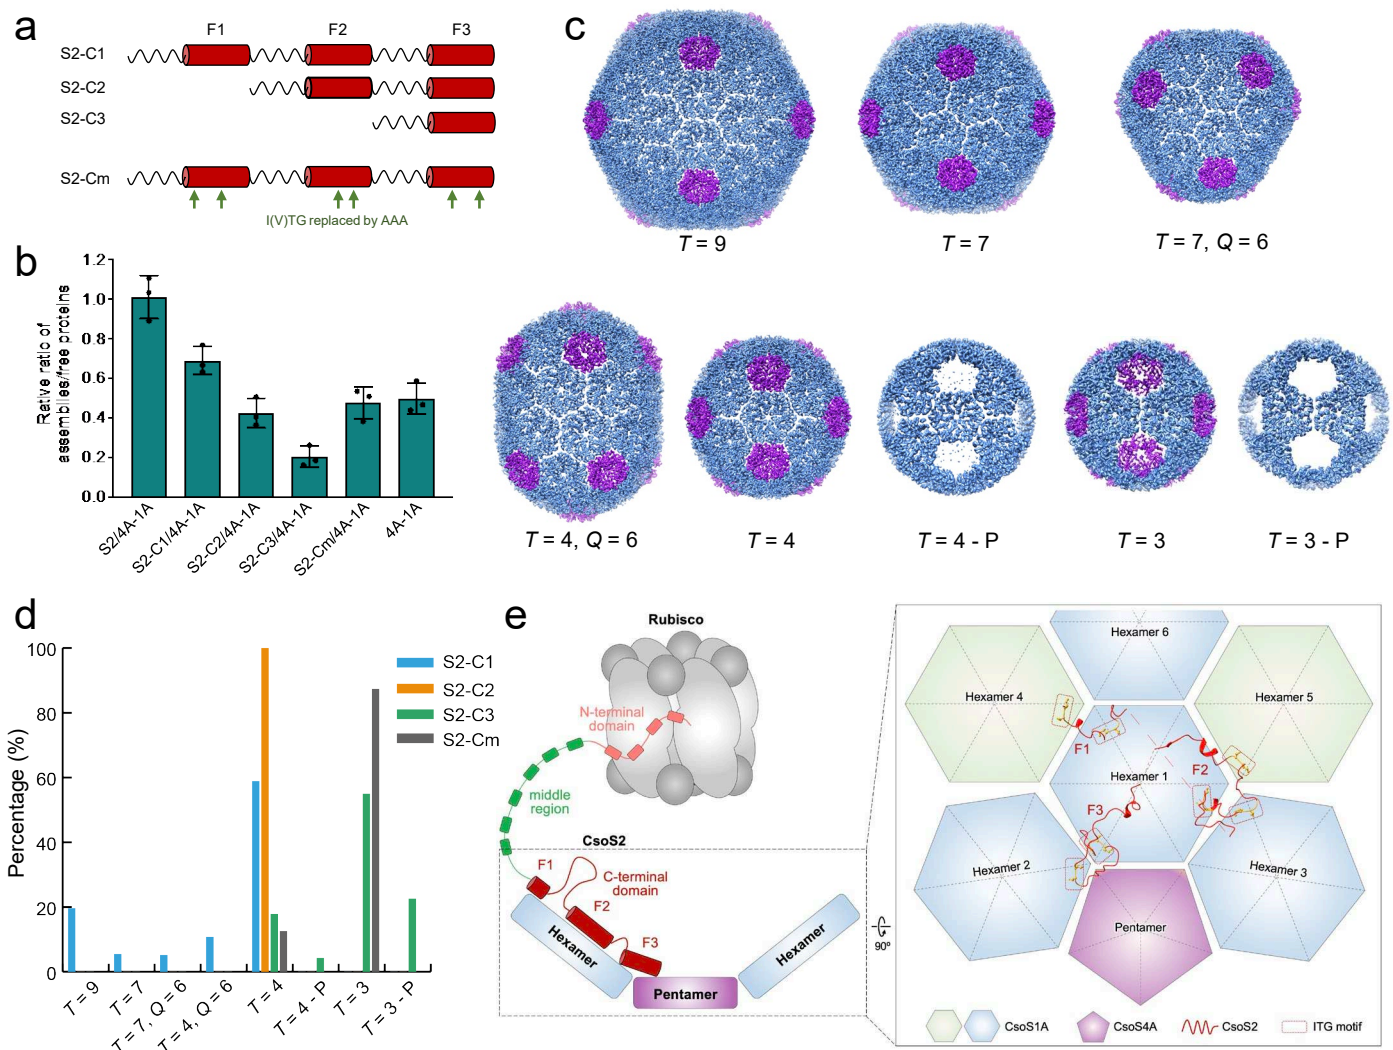 a
F1 F2 F3
S2-C1
S2-C2
S2-C3
S2-Cm
I(V)TG replaced by AAA
b
Rative ratio of
assemblies/free proteins
1.2
1.0
0.8
0.6
0.4
0.2
0.0
S2/4A-1A
S2-C1/4A-1A
S2-C2/4A-1A
S2-C3/4A-1A
S2-Cm/4A-1A
4A-1A
c
T = 9
T = 7
T = 7, Q = 6
T = 4, Q = 6
T = 4
T = 4 - P
T = 3
T = 3 - P
d
Percentage (%)
100
80
60
40
20
0
S2-C1
S2-C2
S2-C3
S2-Cm
T = 9
T = 7
T = 7, Q = 6
T = 4, Q = 6
T = 4
T = 4 - P
T = 3
T = 3 - P
e
Rubisco
N-terminal
domain
middle
region
CsoS2
F1
C-terminal
domain
F2
F3
Hexamer
Hexamer
Pentamer
90º
Hexamer 6
Hexamer 4
Hexamer 5
F1
F2
Hexamer 1
F3
Hexamer 2
Hexamer 3
Pentamer
CsoS1A
CsoS4A
CsoS2
ITG motif